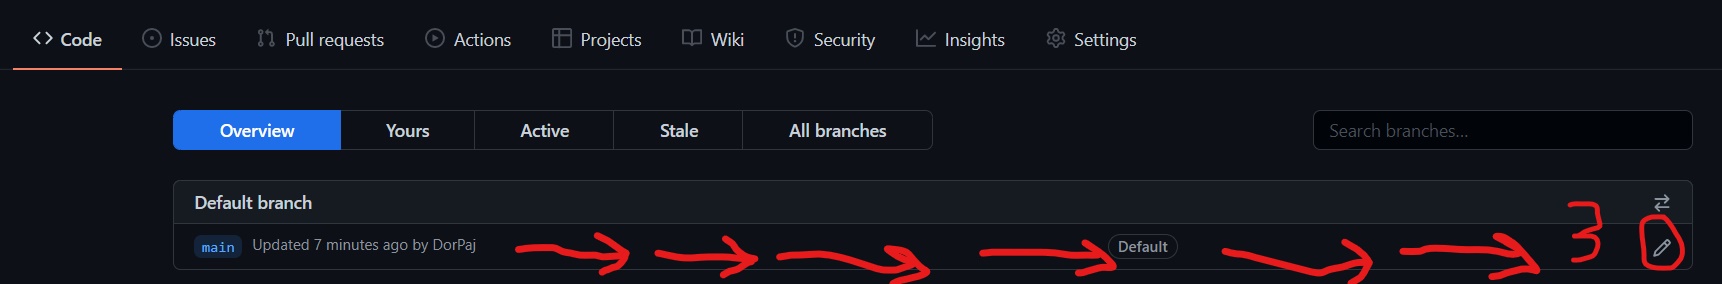 Code Issues Pull requests Actions Projects Wiki Security Insights Settings
Overview Yours Active Stale All branches Search branches...
Default branch
main Updated 7 minutes ago by DorPaj Default 3